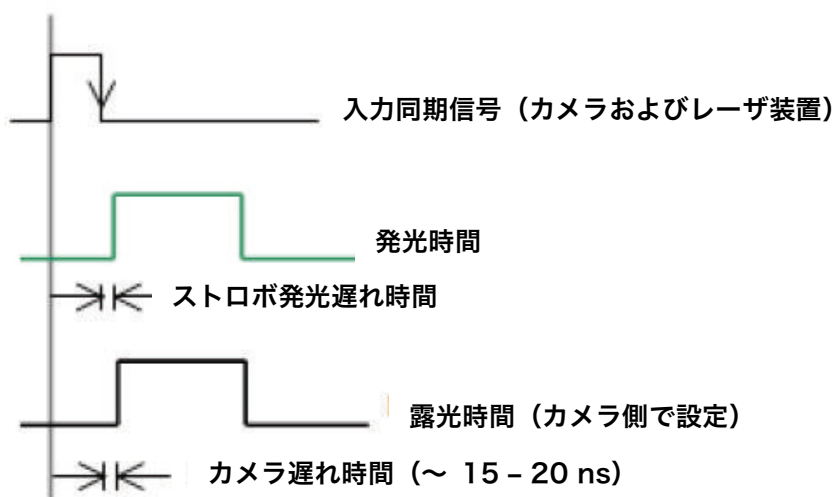 入力同期信号（カメラおよびレーザ装置）
発光時間
ストロボ発光遅れ時間
露光時間（カメラ側で設定）
カメラ遅れ時間（～ 15 – 20 ns）